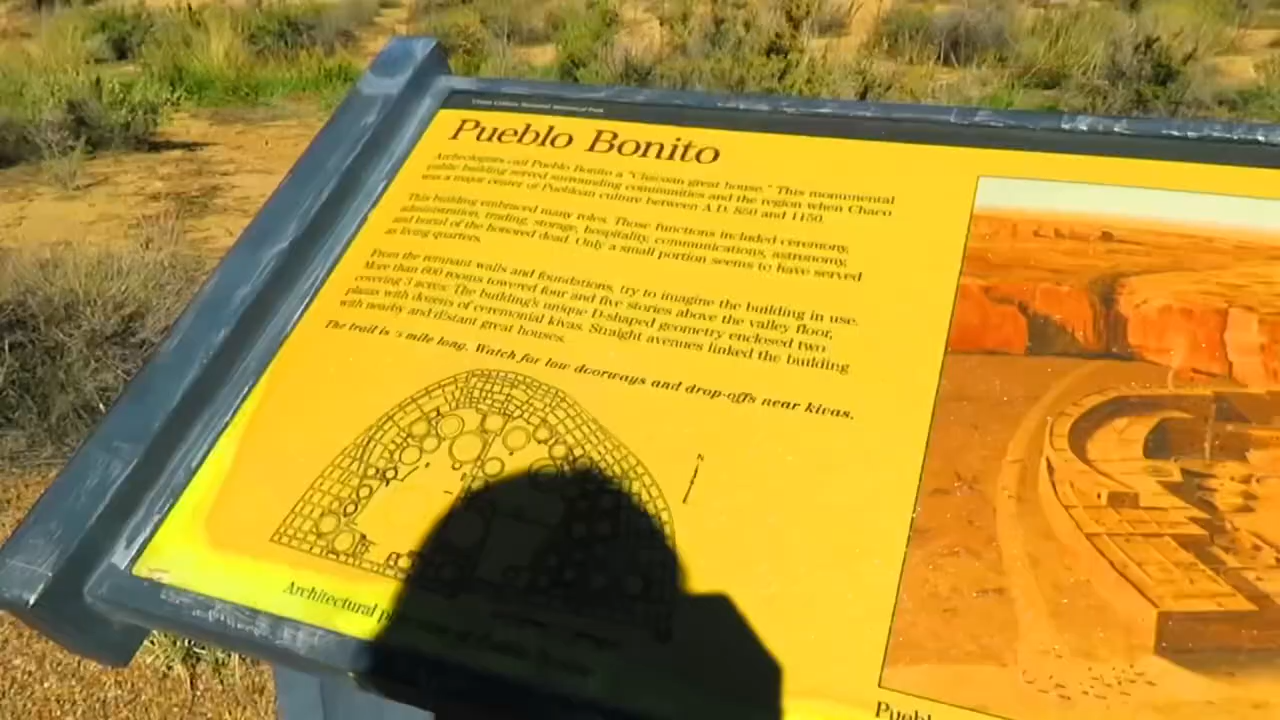 Chaco Culture National Historical Park
Pueblo Bonito
Archeologists call Pueblo Bonito a "Chacoan great house." This monumental
public building served surrounding communities and the region when Chaco
was a major center of Puebloan culture between A.D. 850 and 1150.
This building embraced many roles. Those functions included ceremony,
administration, trading, storage, hospitality, communications, astronomy,
and burial of the honored dead. Only a small portion seems to have served
as living quarters.
From the remnant walls and foundations, try to imagine the building in use.
More than 600 rooms towered four and five stories above the valley floor,
covering 3 acres. The building's unique D-shaped geometry enclosed two
plazas with dozens of ceremonial kivas. Straight avenues linked the building
with nearby and distant great houses.
The trail is mile long. Watch for low doorways and drop-offs near kivas.
N
Architectural